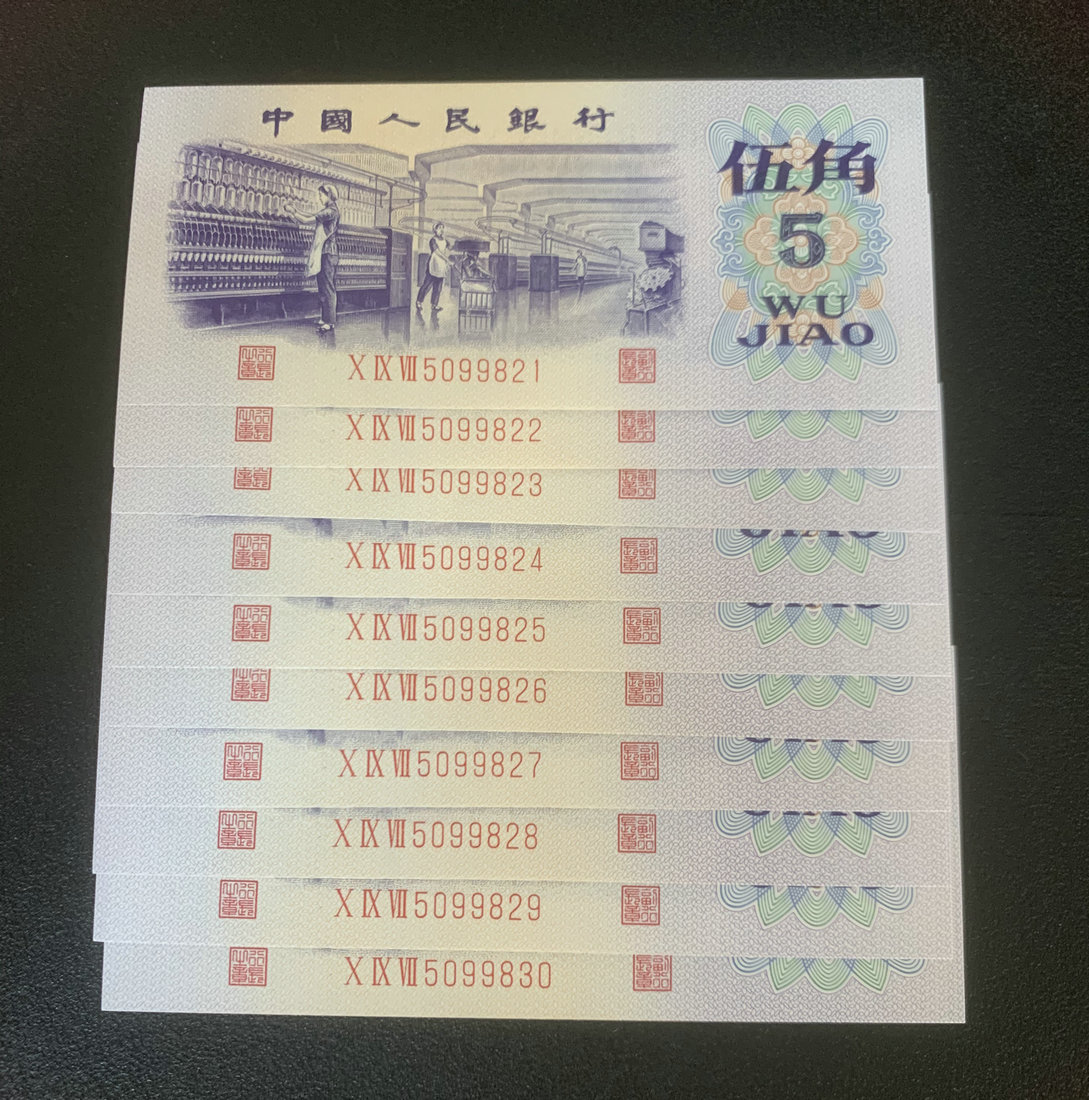 中國人民銀行
伍角
5
WU
JIAO
X IX VII 5099821
X IX VII 5099822
X IX VII 5099823
X IX VII 5099824
X IX VII 5099825
X IX VII 5099826
X IX VII 5099827
X IX VII 5099828
X IX VII 5099829
X IX VII 5099830